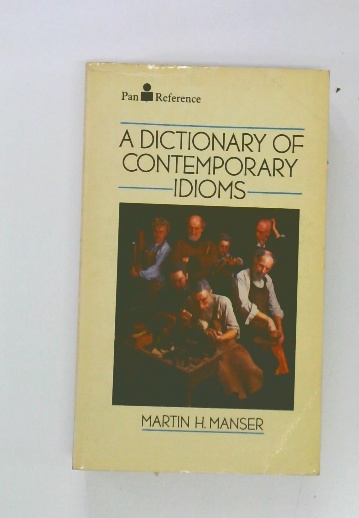 Pan Reference
A DICTIONARY OF
CONTEMPORARY
IDIOMS
MARTIN H. MANSER